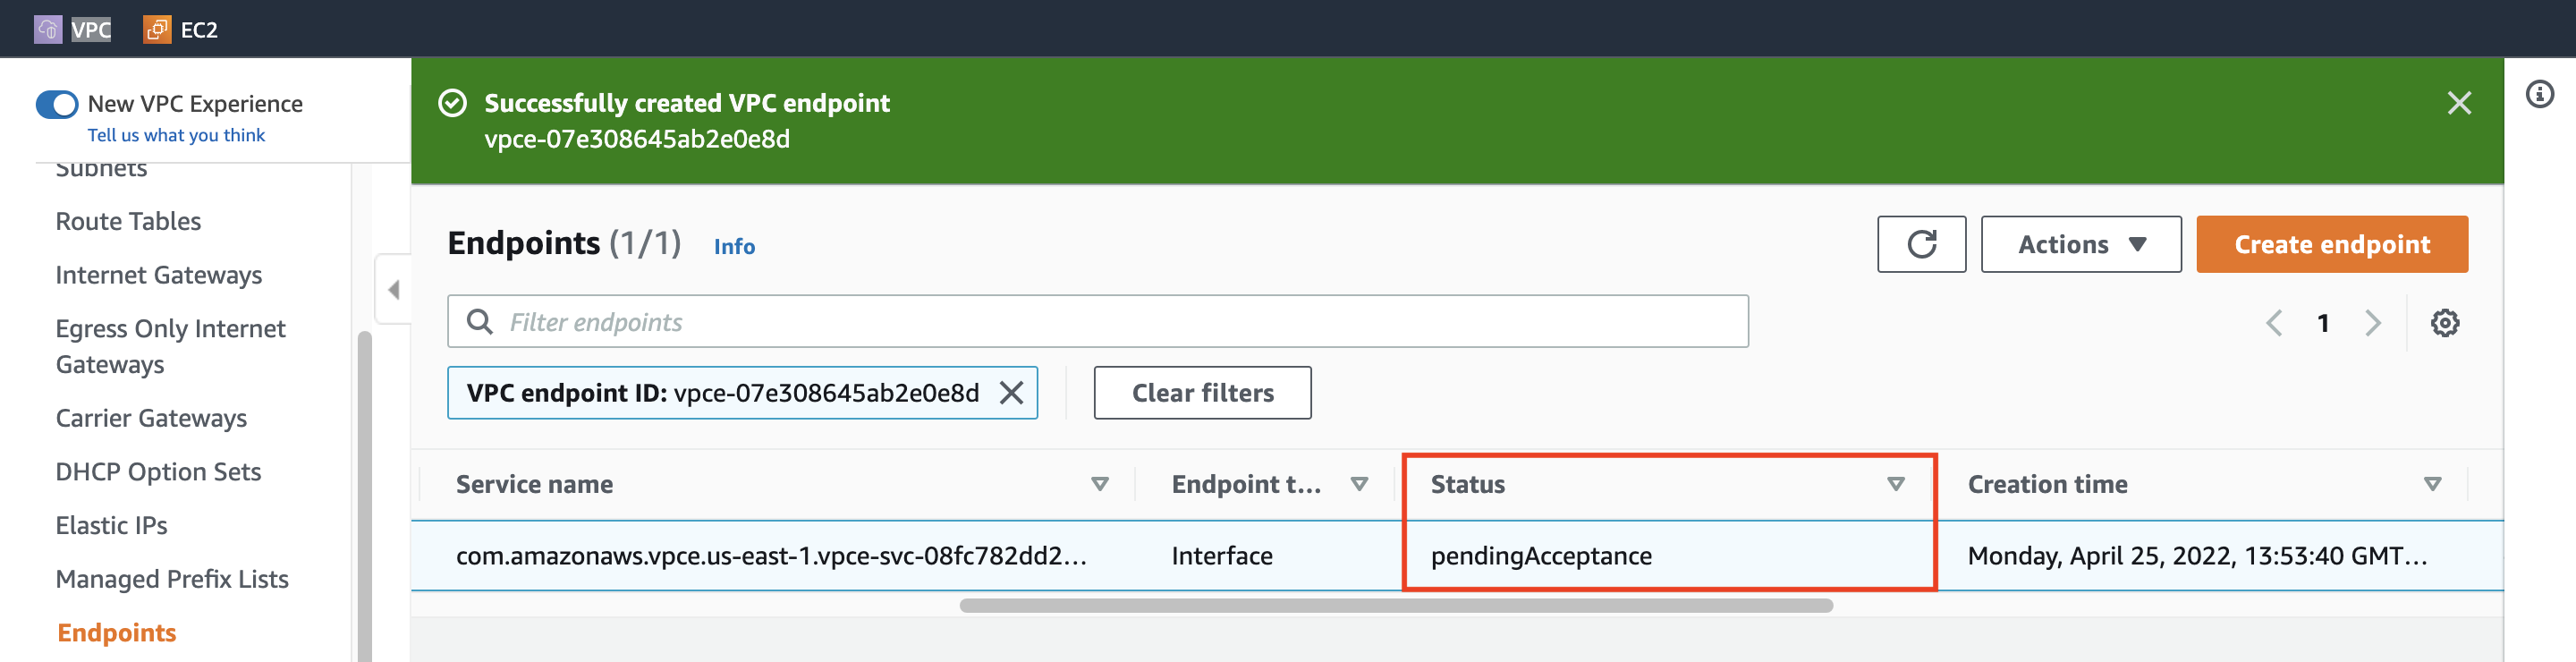 VPC EC2
New VPC Experience
Tell us what you think
Subnets
Route Tables
Internet Gateways
Egress Only Internet
Gateways
Carrier Gateways
DHCP Option Sets
Elastic IPs
Managed Prefix Lists
Endpoints
Successfully created VPC endpoint
vpce-07e308645ab2e0e8d
Endpoints (1/1) Info
Actions
Create endpoint
Filter endpoints
1
VPC endpoint ID: vpce-07e308645ab2e0e8d
Clear filters
Service name Endpoint t... Status Creation time
com.amazonaws.vpce.us-east-1.vpce-svc-08fc782dd2... Interface pendingAcceptance Monday, April 25, 2022, 13:53:40 GMT...